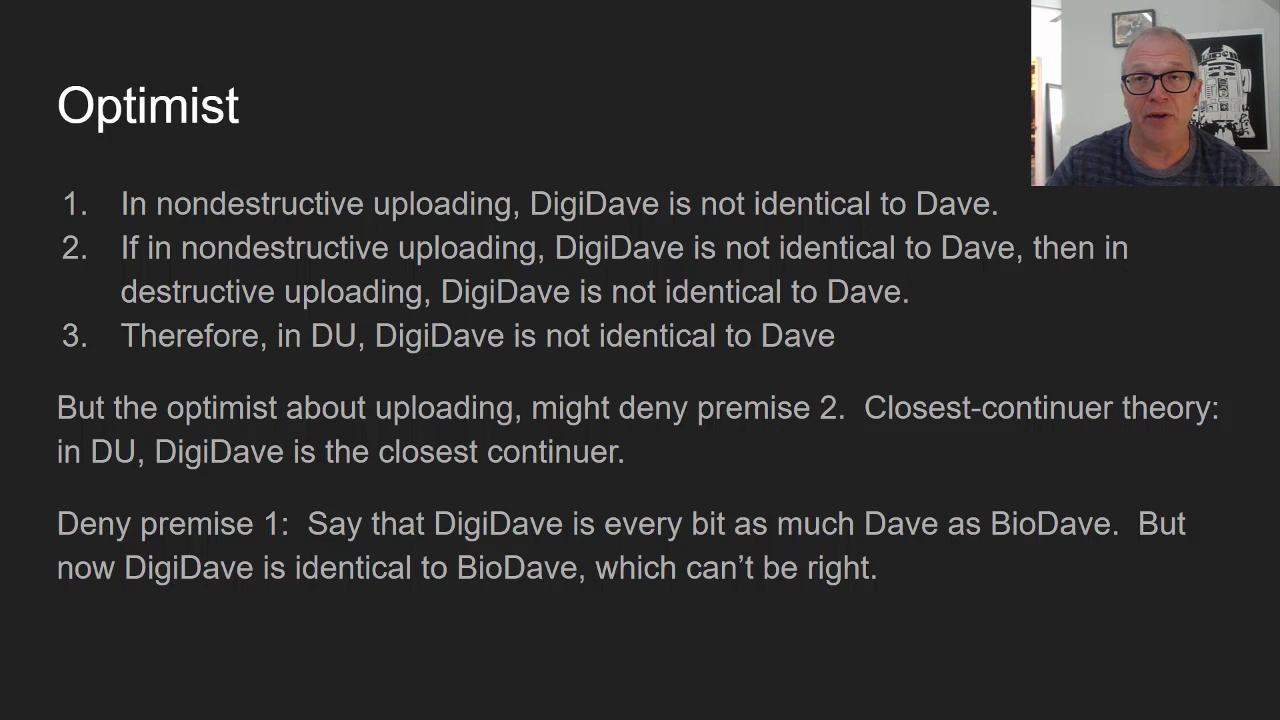 Optimist
1. In nondestructive uploading, DigiDave is not identical to Dave.
2. If in nondestructive uploading, DigiDave is not identical to Dave, then in
destructive uploading, DigiDave is not identical to Dave.
3. Therefore, in DU, DigiDave is not identical to Dave
But the optimist about uploading, might deny premise 2. Closest-continuer theory:
in DU, DigiDave is the closest continuer.
Deny premise 1: Say that DigiDave is every bit as much Dave as BioDave. But
now DigiDave is identical to BioDave, which can't be right.